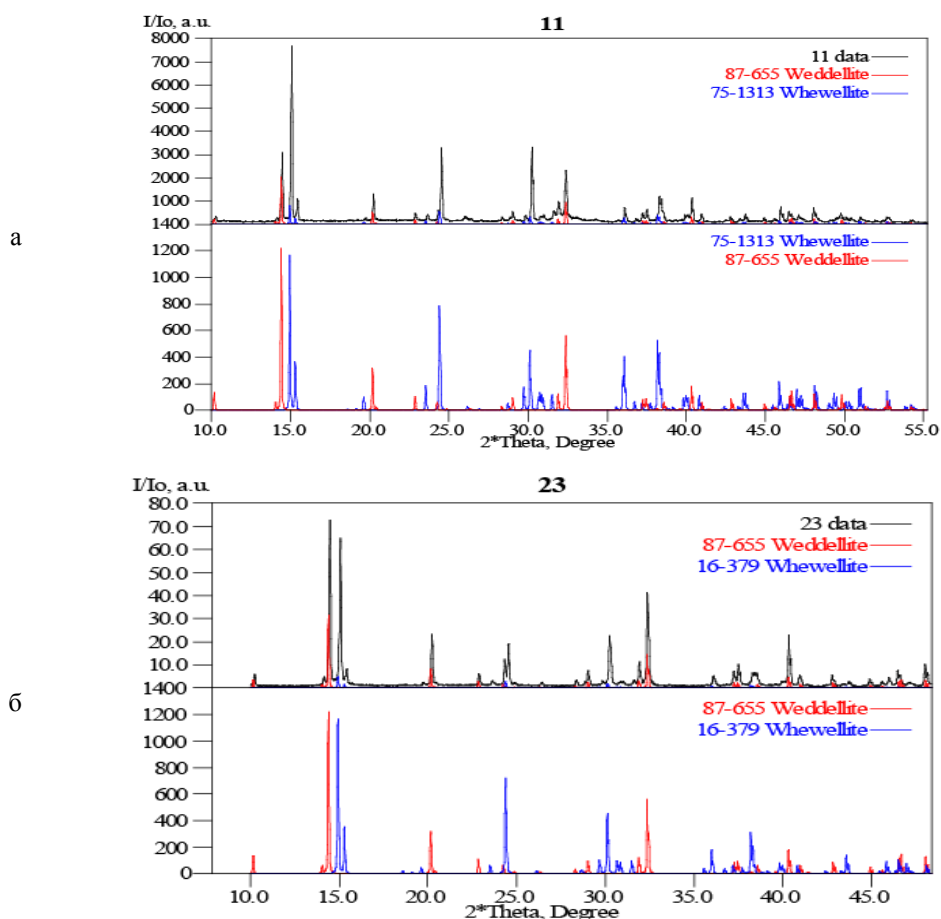 I/Io, a.u.
11
8000
7000
6000
5000
4000
3000
2000
1000
1400
11 data
87-655 Weddellite
75-1313 Whewellite
а
1200
1000
800
600
400
200
0
75-1313 Whewellite
87-655 Weddellite
10.0 15.0 20.0 25.0 30.0 35.0 40.0 45.0 50.0 55.0
2*Theta, Degree
I/Io, a.u.
23
80.0
70.0
60.0
50.0
40.0
30.0
20.0
10.0
1400
23 data
87-655 Weddellite
16-379 Whewellite
б
1200
1000
800
600
400
200
0
87-655 Weddellite
16-379 Whewellite
10.0 15.0 20.0 25.0 30.0 35.0 40.0 45.0
2*Theta, Degree